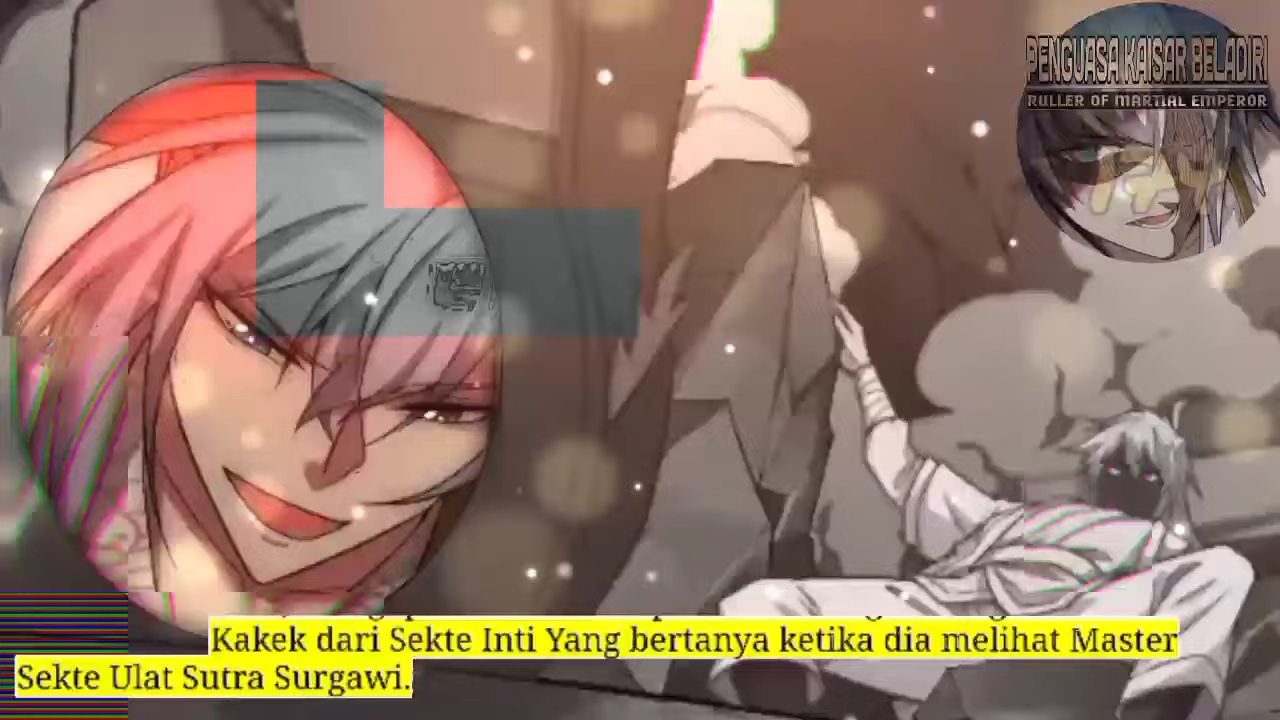 PENGUASA KAISAR BELADIRI
RULLER OF MARTIAL EMPEROR
Kakek dari Sekte Inti Yang bertanya ketika dia melihat Master
Sekte Ulat Sutra Surgawi.